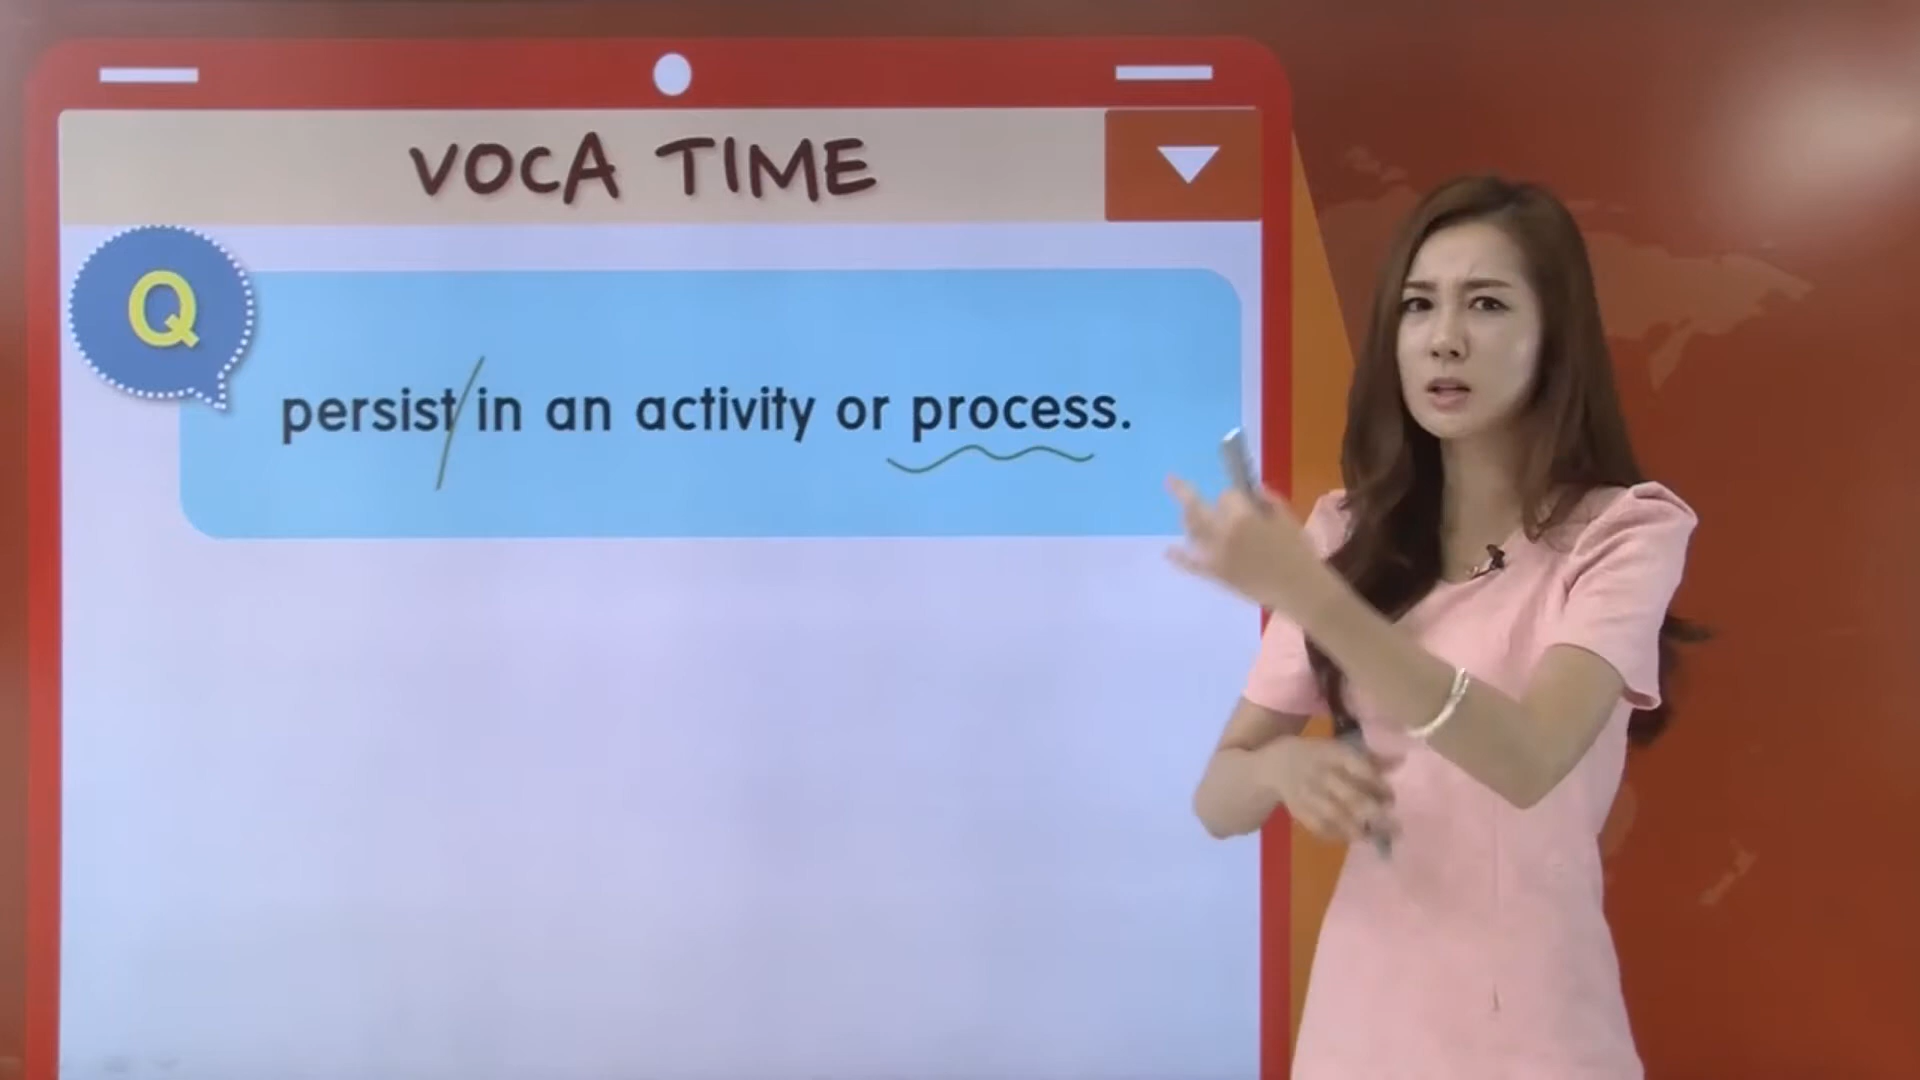 VOCA TIME
Q
persist in an activity or process.